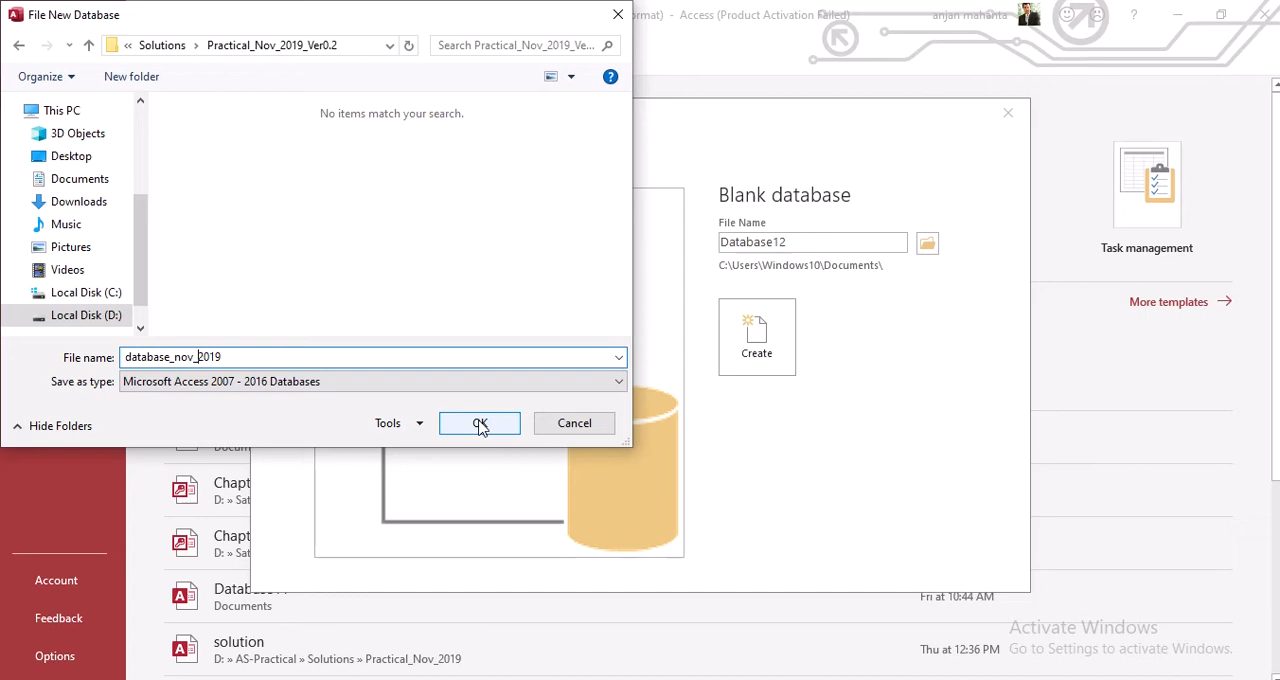 File New Database
ormat) - Access (Product Activation Failed)
anjan mahanta
?
« Solutions > Practical_Nov_2019_Ver0.2
Search Practical_Nov_2019_Ve...
Organize
New folder
?
This PC
3D Objects
Desktop
Documents
Downloads
Music
Pictures
Videos
Local Disk (C:)
Local Disk (D:)
No items match your search.
File name: database_nov_2019
Save as type: Microsoft Access 2007 - 2016 Databases
Hide Folders
Tools
OK
Cancel
Blank database
File Name
Database12
C:\Users\Windows10\Documents\
Create
Task management
More templates
Chapt
D: » Sat
Chapt
D: » Sat
Documents
Fri at 10:44 AM
solution
D: » AS-Practical » Solutions » Practical_Nov_2019
Thu at 12:36 PM
Account
Feedback
Options
Activate Windows
Go to Settings to activate Windows.